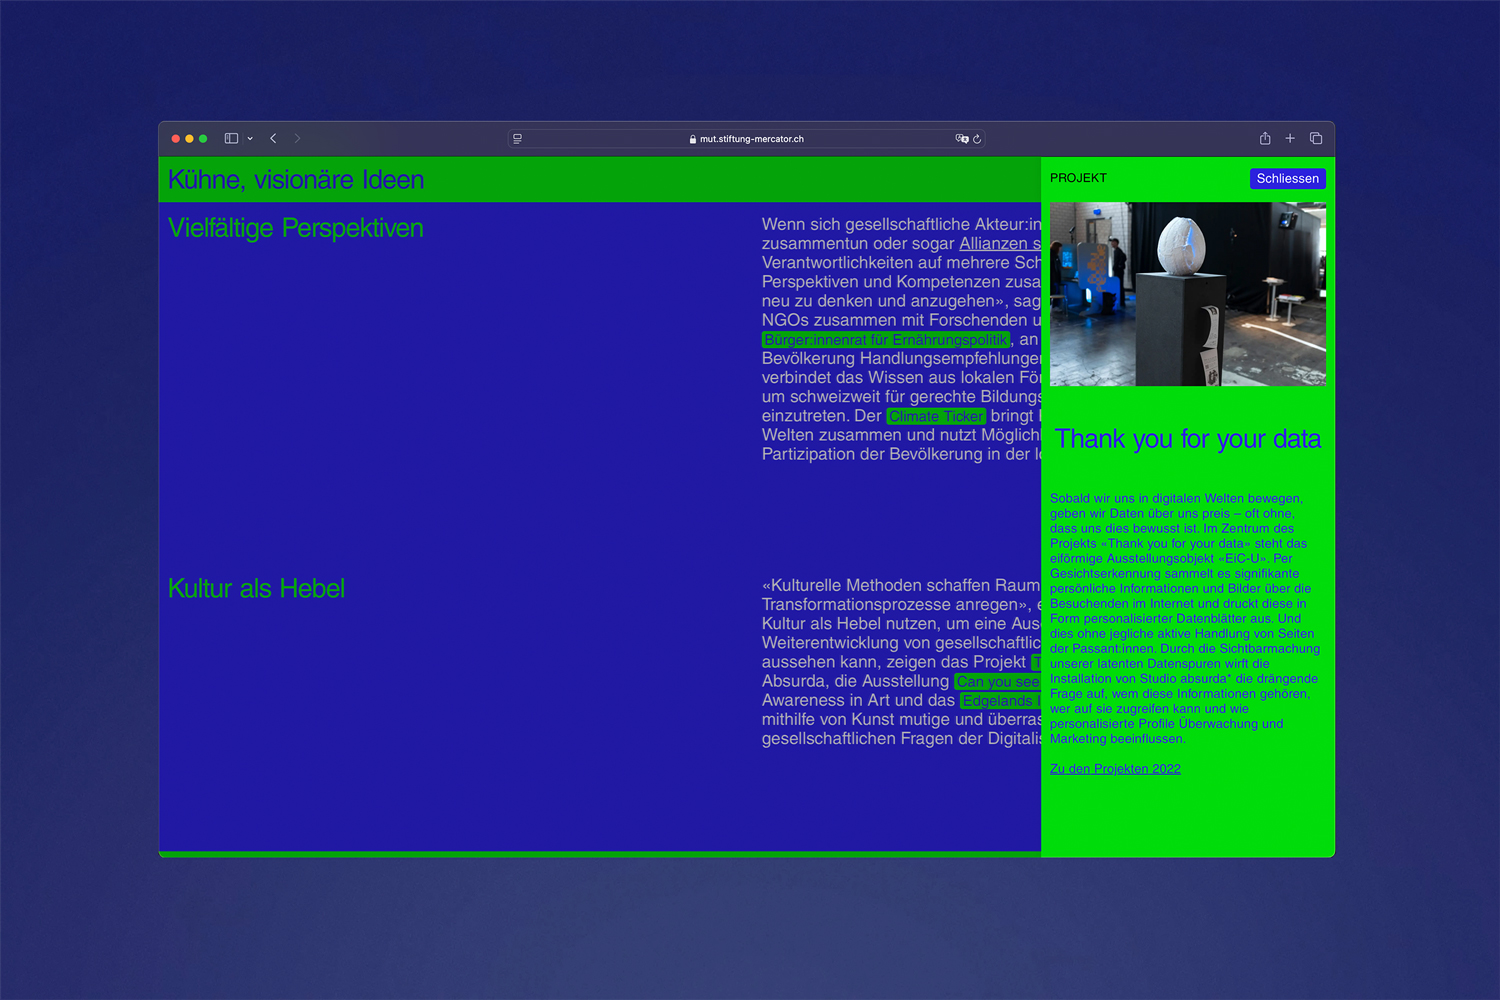 mut.stiftung-mercator.ch
Kühne, visionäre Ideen
Vielfältige Perspektiven
Wenn sich gesellschaftliche Akteur:in
zusammentun oder sogar Allianzen s
Verantwortlichkeiten auf mehrere Sch
Perspektiven und Kompetenzen zusa
neu zu denken und anzugehen», sag
NGOs zusammen mit Forschenden u
Bürger:innenrat für Ernährungspolitik, an
Bevölkerung Handlungsempfehlungen
verbindet das Wissen aus lokalen För
um schweizweit für gerechte Bildungs
einzutreten. Der Climate Ticker bringt
Welten zusammen und nutzt Möglich
Partizipation der Bevölkerung in der
Kultur als Hebel
«Kulturelle Methoden schaffen Raum
Transformationsprozesse anregen», e
Kultur als Hebel nutzen, um eine Aus
Weiterentwicklung von gesellschaftlic
aussehen kann, zeigen das Projekt T
Absurda, die Ausstellung Can you see
Awareness in Art und das Edgelands I
mithilfe von Kunst mutige und überras
gesellschaftlichen Fragen der Digitalis
PROJEKT
Schliessen
Thank you for your data
Sobald wir uns in digitalen Welten bewegen,
geben wir Daten über uns preis – oft ohne,
dass uns dies bewusst ist. Im Zentrum des
Projekts «Thank you for your data» steht das
eiförmige Ausstellungsobjekt «EiC-U». Per
Gesichtserkennung sammelt es signifikante
persönliche Informationen und Bilder über die
Besuchenden im Internet und druckt diese in
Form personalisierter Datenblätter aus. Und
dies ohne jegliche aktive Handlung von Seiten
der Passant:innen. Durch die Sichtbarmachung
unserer latenten Datenspuren wirft die
Installation von Studio absurda* die drängende
Frage auf, wem diese Informationen gehören,
wer auf sie zugreifen kann und wie
personalisierte Profile Überwachung und
Marketing beeinflussen.
Zu den Projekten 2022